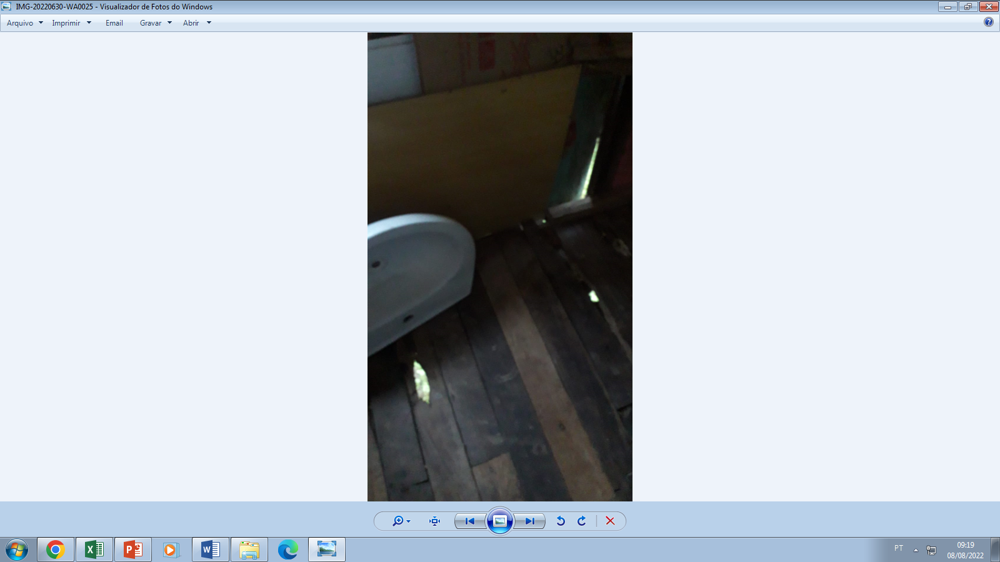 IMG-20220630-WA0025 - Visualizador de Fotos do Windows
Arquivo Imprimir Email Gravar Abrir
PT
09:19
08/08/2022